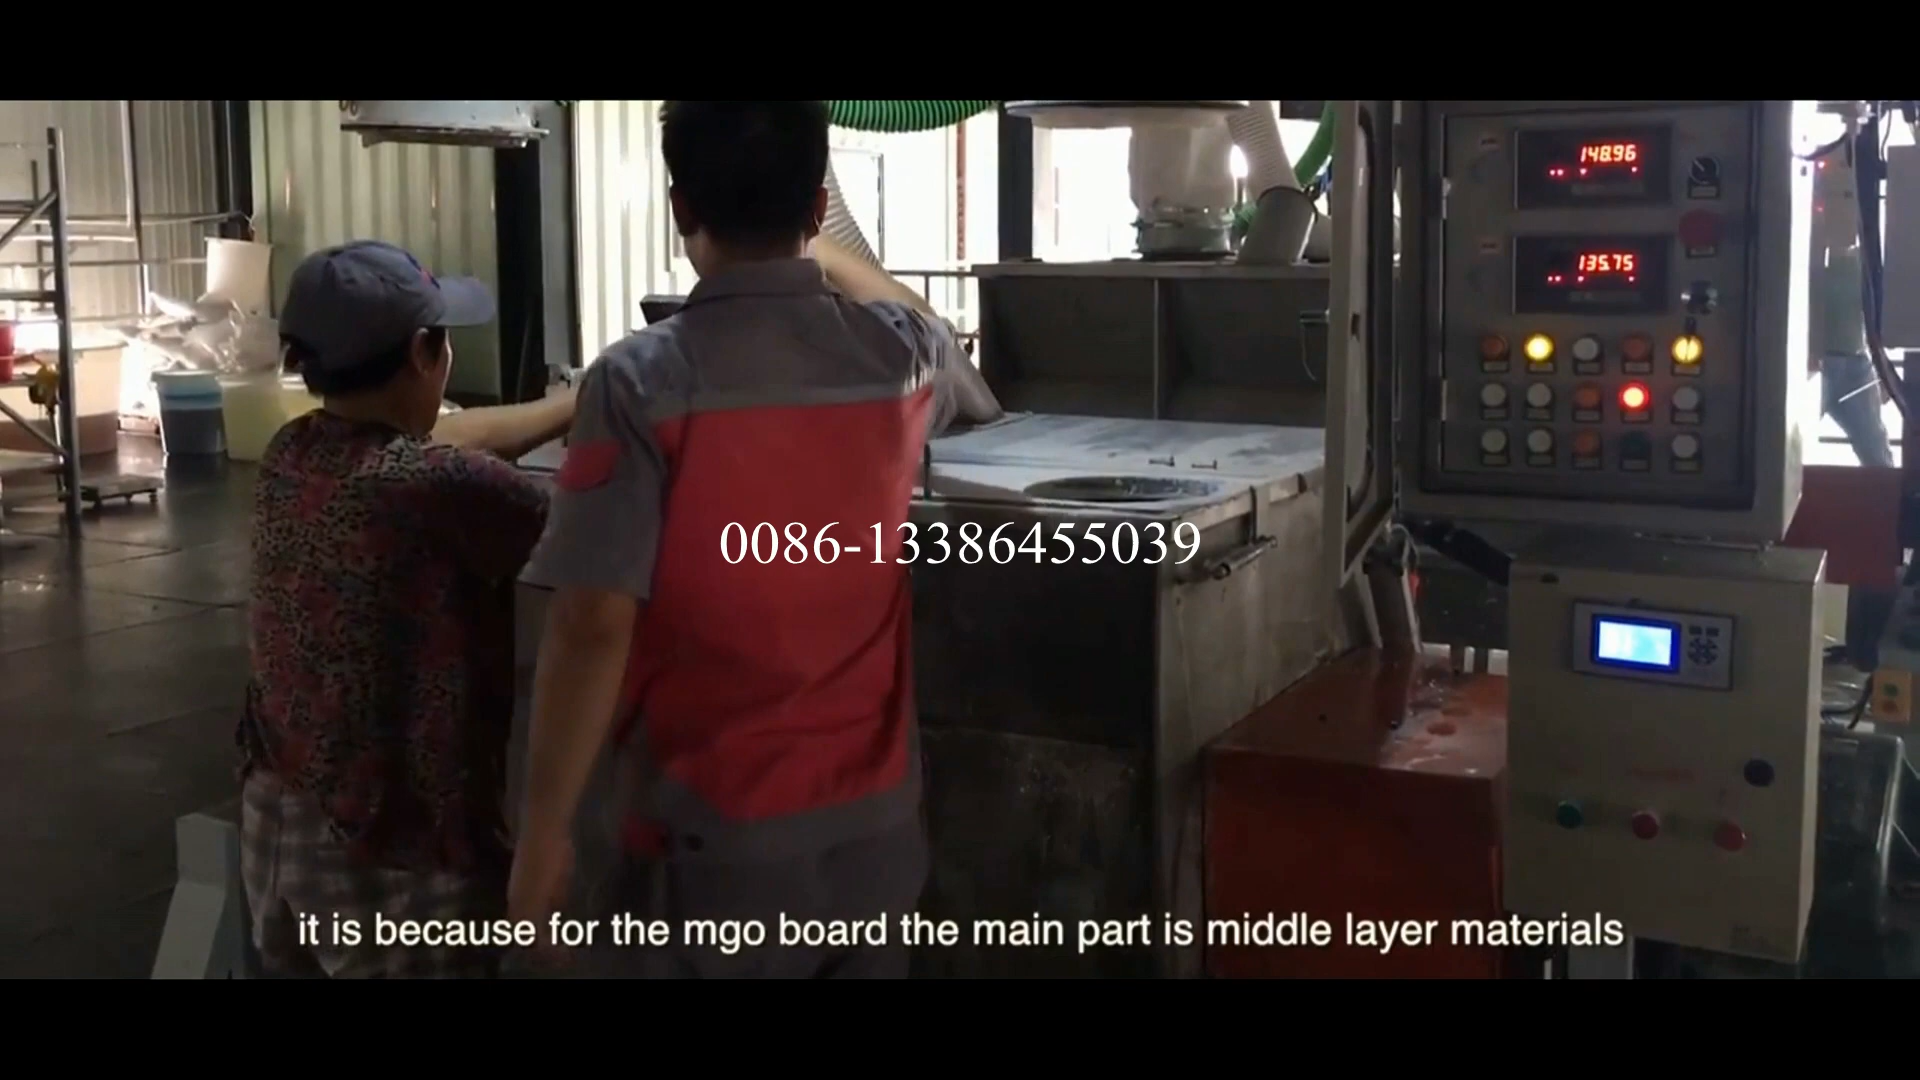 148.96
135.75
0086-13386455039
it is because for the mgo board the main part is middle layer materials